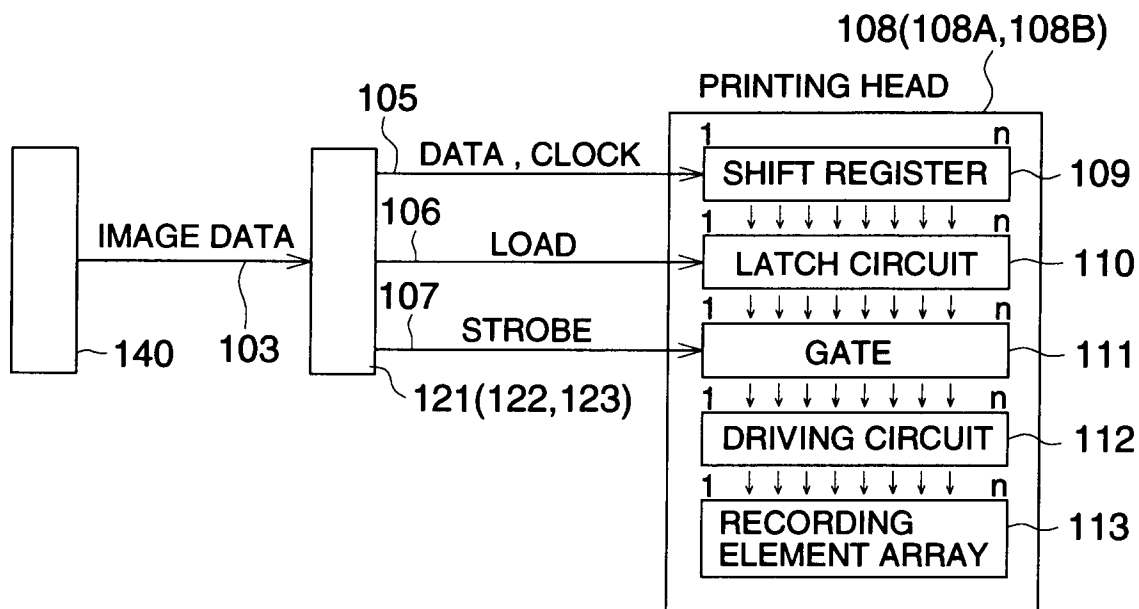 108(108A,108B)
PRINTING HEAD
105
1 n
DATA , CLOCK
SHIFT REGISTER
109
106
1 n
IMAGE DATA
LOAD
LATCH CIRCUIT
110
107
1 n
STROBE
GATE
111
140
103
121(122,123)
1 n
DRIVING CIRCUIT
112
1 n
RECORDING
ELEMENT ARRAY
113